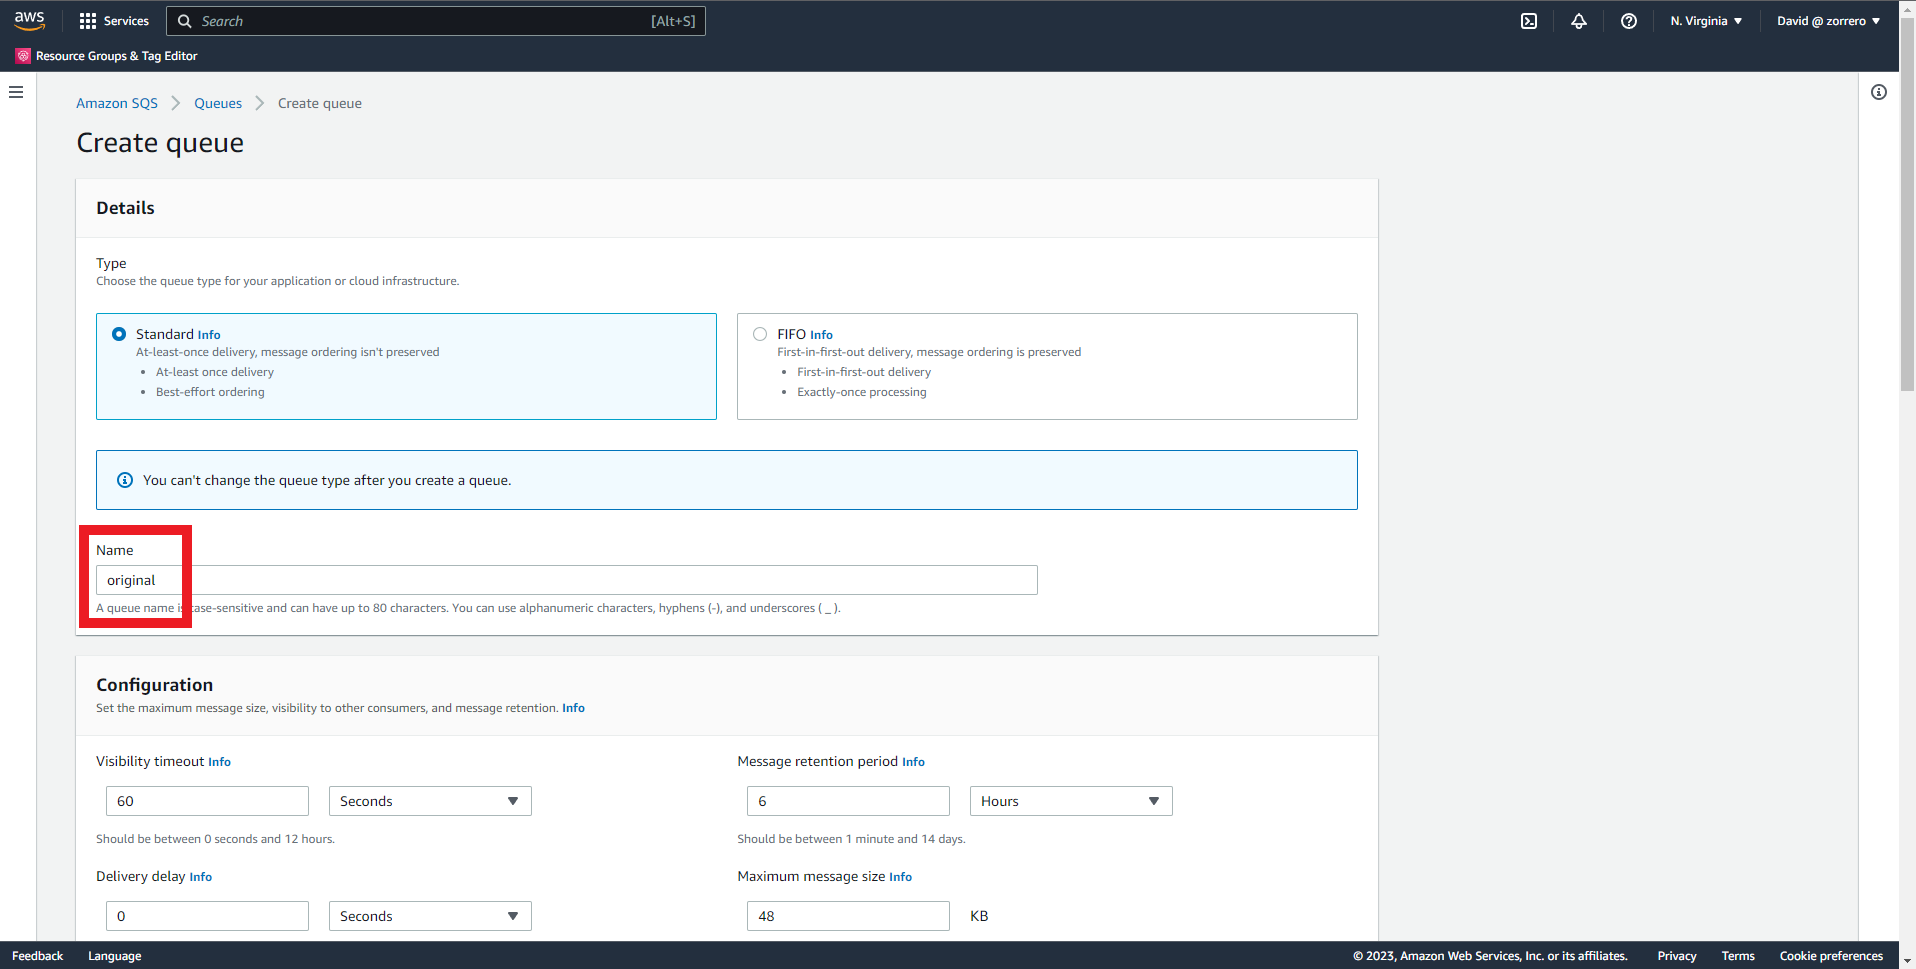 aws Services Search [Alt+S] N. Virginia David @ zorrero
Resource Groups & Tag Editor
Amazon SQS Queues Create queue
Create queue
Details
Type
Choose the queue type for your application or cloud infrastructure.
Standard Info
At-least-once delivery, message ordering isn't preserved
• At-least once delivery
• Best-effort ordering
FIFO Info
First-in-first-out delivery, message ordering is preserved
• First-in-first-out delivery
• Exactly-once processing
You can't change the queue type after you create a queue.
Name
original
A queue name is case-sensitive and can have up to 80 characters. You can use alphanumeric characters, hyphens (-), and underscores ( _ ).
Configuration
Set the maximum message size, visibility to other consumers, and message retention. Info
Visibility timeout Info
60 Seconds
Should be between 0 seconds and 12 hours.
Message retention period Info
6 Hours
Should be between 1 minute and 14 days.
Delivery delay Info
0 Seconds
Maximum message size Info
48 KB
Feedback Language © 2023, Amazon Web Services, Inc. or its affiliates. Privacy Terms Cookie preferences